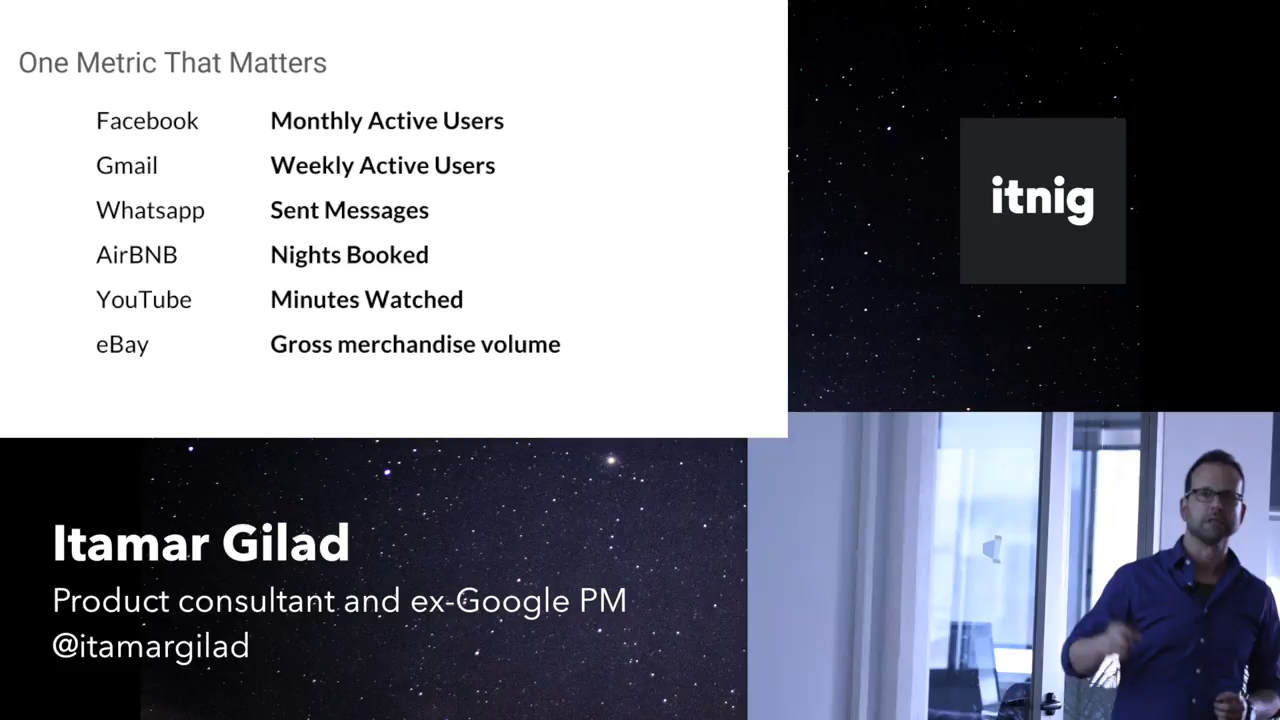 One Metric That Matters
Facebook Monthly Active Users
Gmail Weekly Active Users
Whatsapp Sent Messages
AirBNB Nights Booked
YouTube Minutes Watched
eBay Gross merchandise volume
itnig
Itamar Gilad
Product consultant and ex-Google PM
@itamargilad